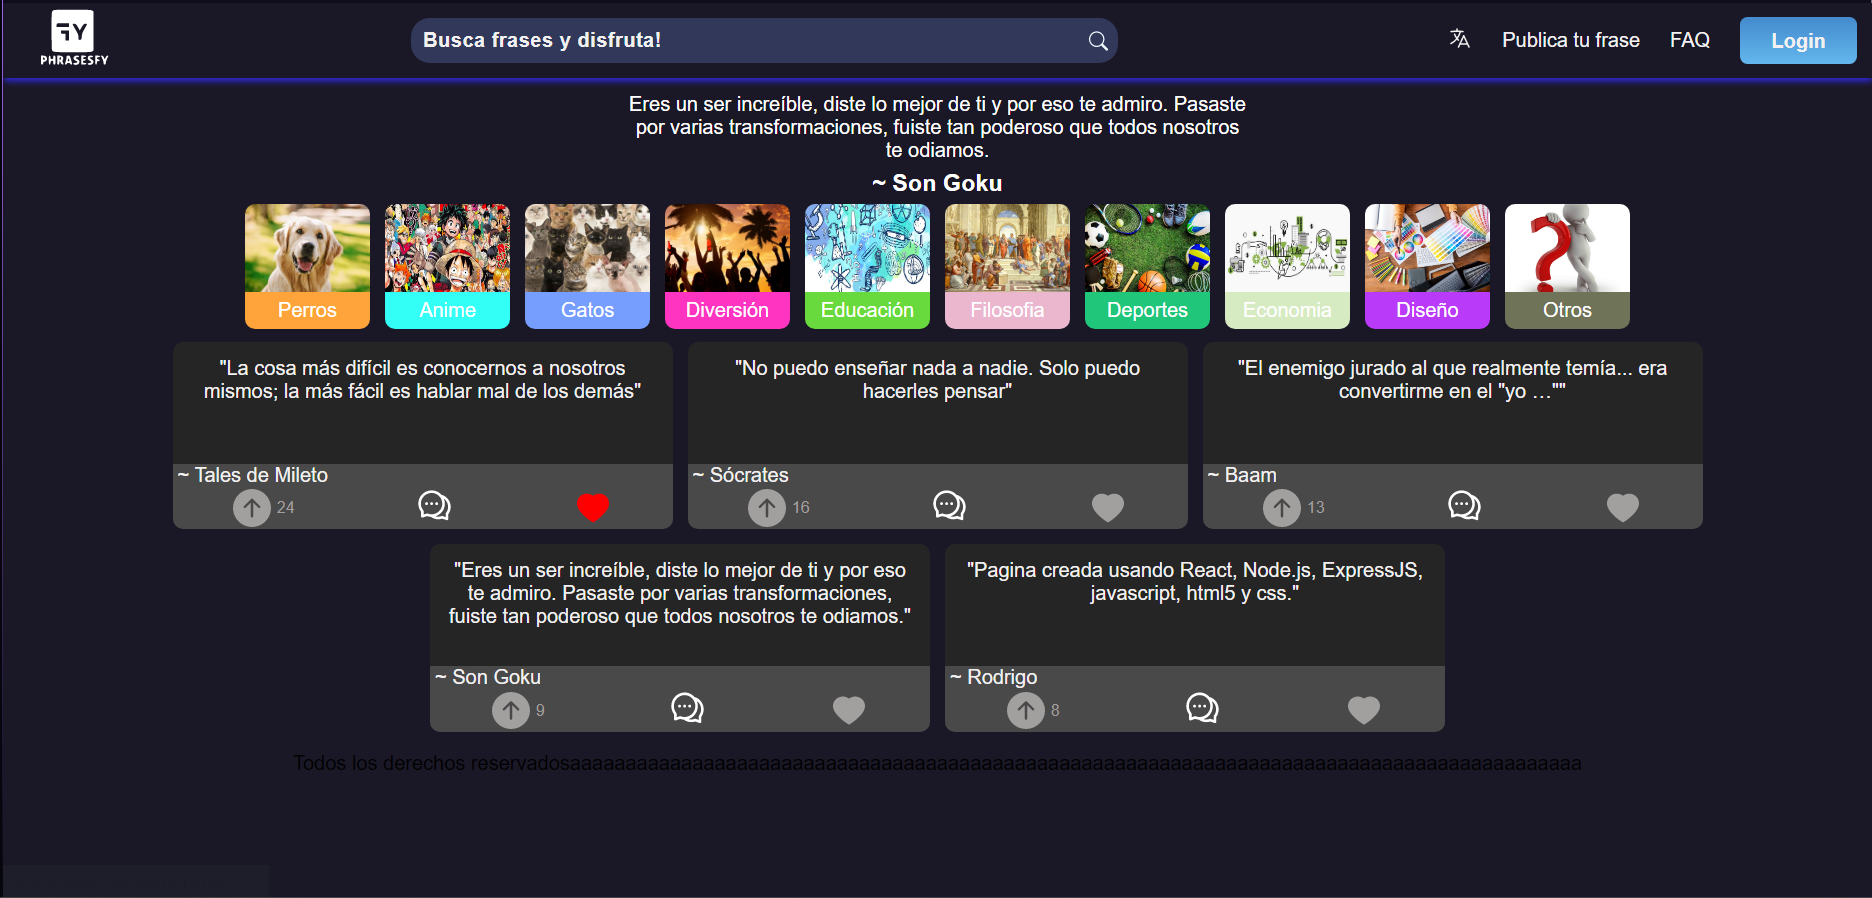 FY
PHRASESFY
Busca frases y disfruta!
Publica tu frase
FAQ
Login
Eres un ser increíble, diste lo mejor de ti y por eso te admiro. Pasaste
por varias transformaciones, fuiste tan poderoso que todos nosotros
te odiamos.
~ Son Goku
Perros
Anime
Gatos
Diversión
Educación
Filosofia
Deportes
Economia
Diseño
Otros
"La cosa más difícil es conocernos a nosotros
mismos; la más fácil es hablar mal de los demás"
~ Tales de Mileto
24
"No puedo enseñar nada a nadie. Solo puedo
hacerles pensar"
~ Sócrates
16
"El enemigo jurado al que realmente temía... era
convertirme en el "yo …""
~ Baam
13
"Eres un ser increíble, diste lo mejor de ti y por eso
te admiro. Pasaste por varias transformaciones,
fuiste tan poderoso que todos nosotros te odiamos."
~ Son Goku
9
"Pagina creada usando React, Node.js, ExpressJS,
javascript, html5 y css."
~ Rodrigo
8
Todos los derechos reservadosaaaaaaaaaaaaaaaaaaaaaaaaaaaaaaaaaaaaaaaaaaaaaaaaaaaaaaaaaaaaaaaaaaaaaaaaaaaaaaaaaaaaaaaaaaa